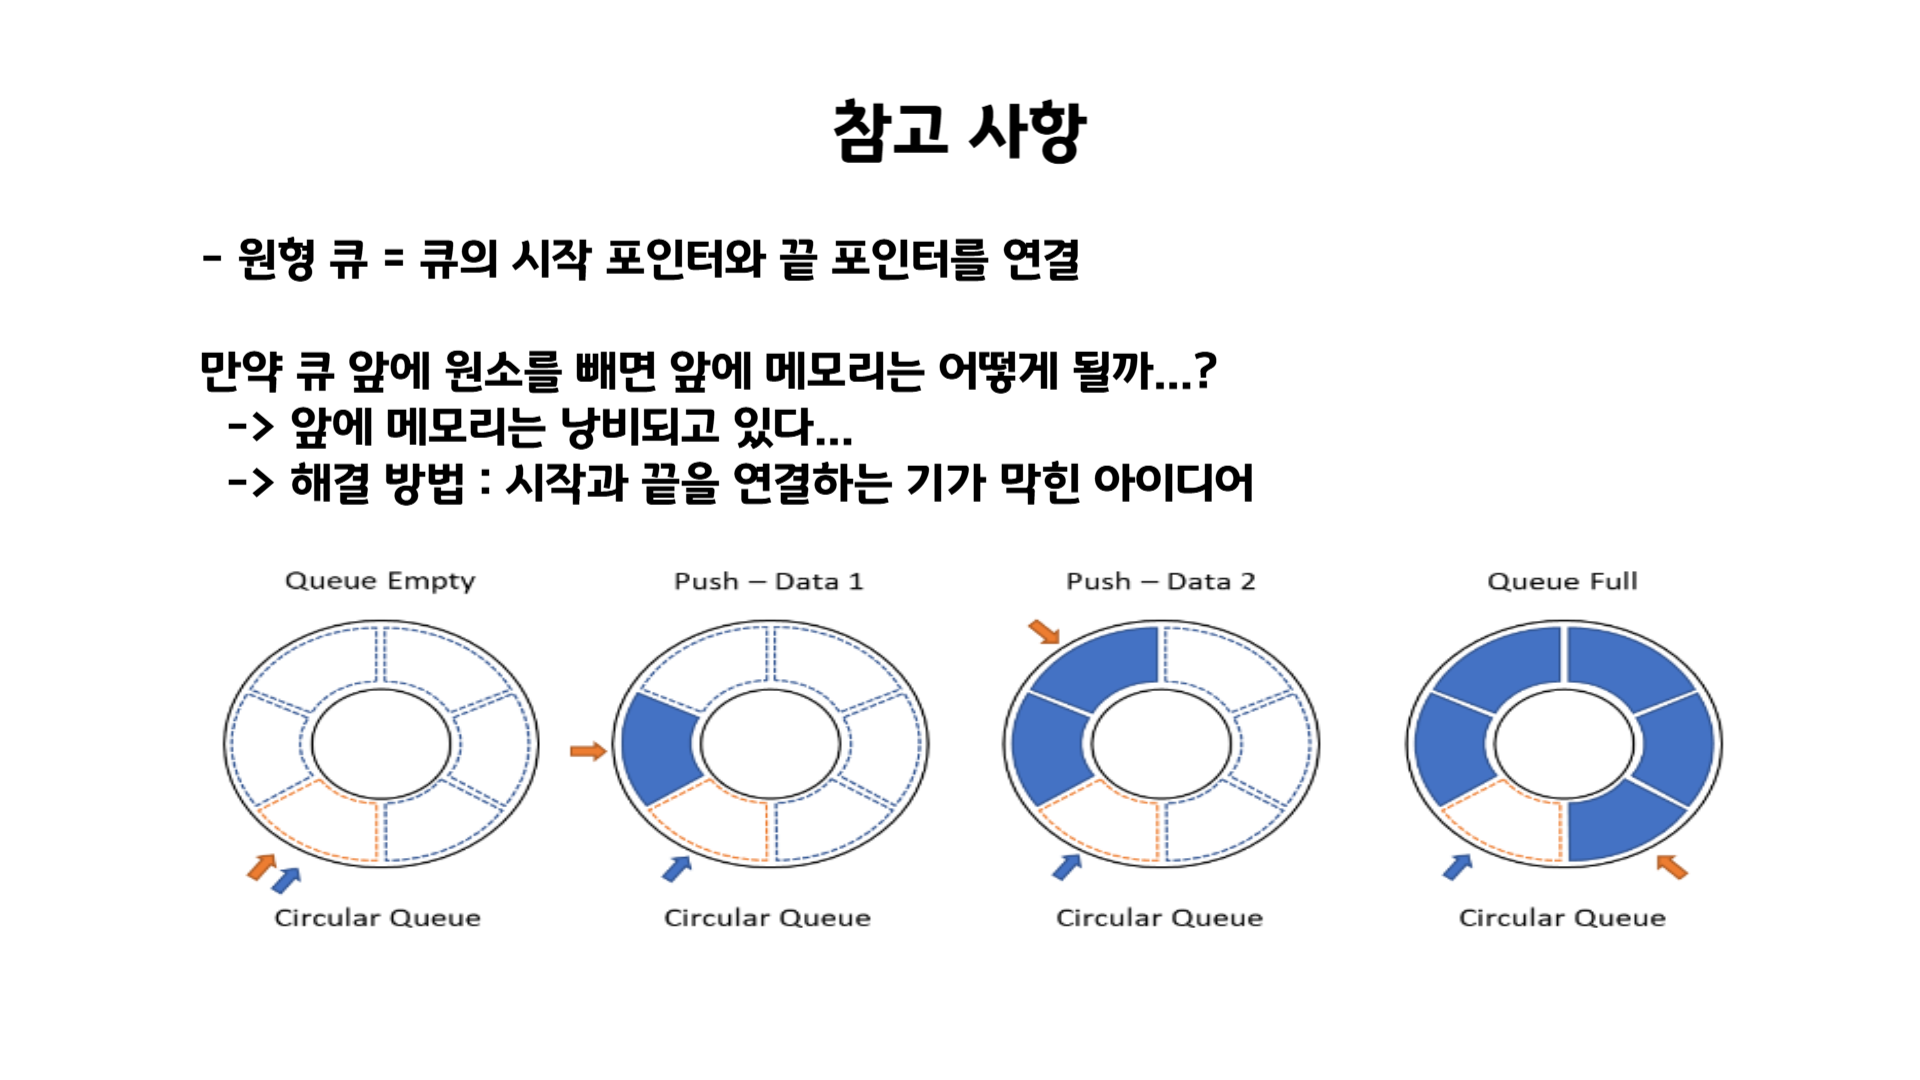 참고 사항
- 원형 큐 = 큐의 시작 포인터와 끝 포인터를 연결
만약 큐 앞에 원소를 빼면 앞에 메모리는 어떻게 될까...?
-> 앞에 메모리는 낭비되고 있다...
-> 해결 방법 : 시작과 끝을 연결하는 기가 막힌 아이디어
Queue Empty
Push – Data 1
Push – Data 2
Queue Full
Circular Queue
Circular Queue
Circular Queue
Circular Queue